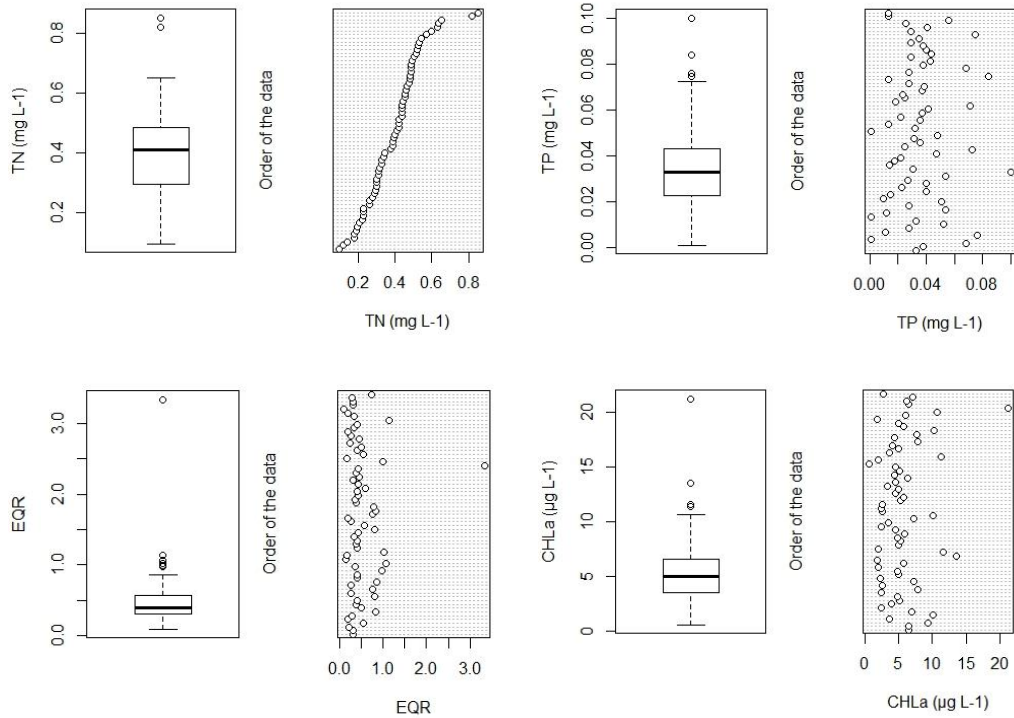 TN (mg L-1)
0.2
0.4
0.6
0.8
Order of the data
0.2 0.4 0.6 0.8
TN (mg L-1)
TP (mg L-1)
0.00
0.02
0.04
0.06
0.08
0.10
Order of the data
0.00 0.04 0.08
TP (mg L-1)
EQR
0.0
1.0
2.0
3.0
Order of the data
0.0 1.0 2.0 3.0
EQR
CHLa (µg L-1)
0
5
10
15
20
Order of the data
0 5 10 15 20
CHLa (µg L-1)